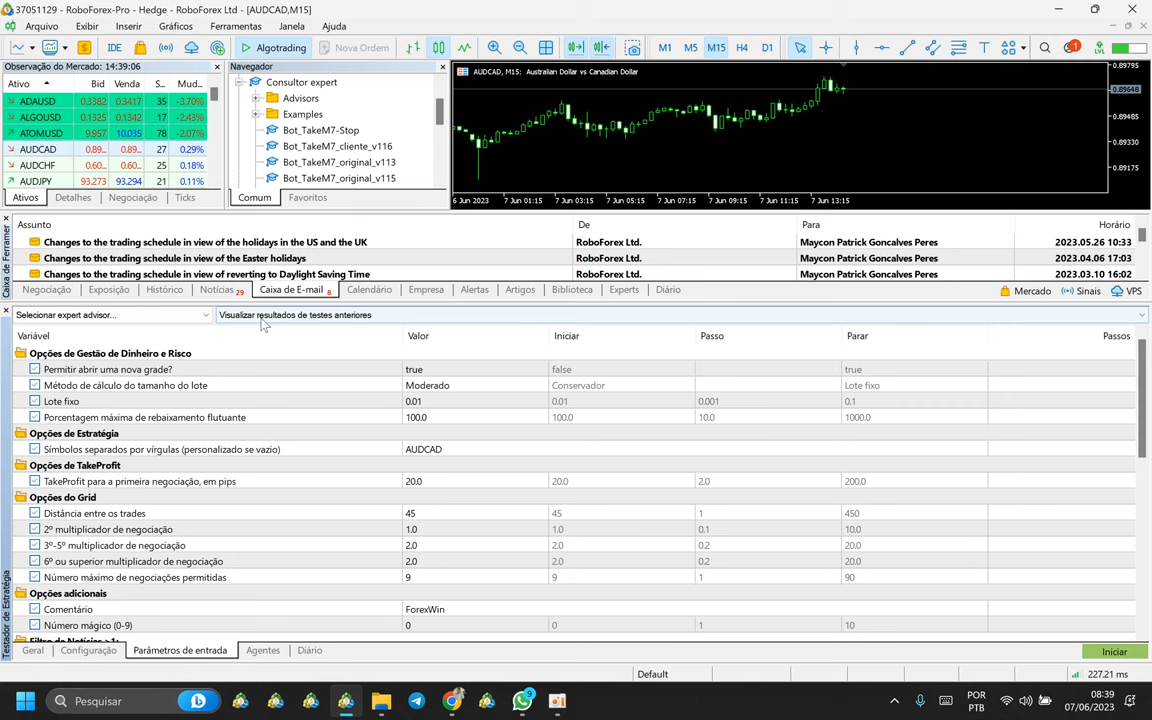 37051129 - RoboForex-Pro - Hedge - RoboForex Ltd - [AUDCAD,M15]
Arquivo Exibir Inserir Gráficos Ferramentas Janela Ajuda
IDE Algotrading Nova Ordem M1 M5 M15 H4 D1 1 LVL
Observação do Mercado: 14:39:06
Ativo Bid Venda S... Mud...
ADAUSD 0.3382 0.3417 35 -3.70%
ALGOUSD 0.1325 0.1342 17 -2.43%
ATOMUSD 9.957 10.035 78 -2.07%
AUDCAD 0.89... 0.89... 27 0.29%
AUDCHF 0.60... 0.60... 25 0.18%
AUDJPY 93.273 93.294 21 0.11%
Ativos Detalhes Negociação Ticks
Navegador
Consultor expert
Advisors
Examples
Bot_TakeM7-Stop
Bot_TakeM7_cliente_v116
Bot_TakeM7_original_v113
Bot_TakeM7_original_v115
Comum Favoritos
AUDCAD, M15: Australian Dollar vs Canadian Dollar
0.89795
0.89648
0.89485
0.89330
0.89175
6 Jun 2023 7 Jun 01:15 7 Jun 03:15 7 Jun 05:15 7 Jun 07:15 7 Jun 09:15 7 Jun 11:15 7 Jun 13:15
Caixa de Ferramer
Assunto De Para Horário
Changes to the trading schedule in view of the holidays in the US and the UK RoboForex Ltd. Maycon Patrick Goncalves Peres 2023.05.26 10:33
Changes to the trading schedule in view of the Easter holidays RoboForex Ltd. Maycon Patrick Goncalves Peres 2023.04.06 17:03
Changes to the trading schedule in view of reverting to Daylight Saving Time RoboForex Ltd. Maycon Patrick Goncalves Peres 2023.03.10 16:02
Negociação Exposição Histórico Notícias 29 Caixa de E-mail 8 Calendário Empresa Alertas Artigos Biblioteca Experts Diário Mercado Sinais VPS
Testador de Estratégia
Selecionar expert advisor... Visualizar resultados de testes anteriores
Variável Valor Iniciar Passo Parar Passos
Opções de Gestão de Dinheiro e Risco
Permitir abrir uma nova grade? true false true
Método de cálculo do tamanho do lote Moderado Conservador Lote fixo
Lote fixo 0.01 0.01 0.001 0.1
Porcentagem máxima de rebaixamento flutuante 100.0 100.0 10.0 1000.0
Opções de Estratégia
Símbolos separados por vírgulas (personalizado se vazio) AUDCAD
Opções de TakeProfit
TakeProfit para a primeira negociação, em pips 20.0 20.0 2.0 200.0
Opções do Grid
Distância entre os trades 45 45 1 450
2º multiplicador de negociação 1.0 1.0 0.1 10.0
3º-5º multiplicador de negociação 2.0 2.0 0.2 20.0
6º ou superior multiplicador de negociação 2.0 2.0 0.2 20.0
Número máximo de negociações permitidas 9 9 1 90
Opções adicionais
Comentário ForexWin
Número mágico (0-9) 0 0 1 10
Filtro de Notícias >1:
Geral Configuração Parâmetros de entrada Agentes Diário Iniciar
Default 227.21 ms
Pesquisar 9 POR PTB 08:39 07/06/2023